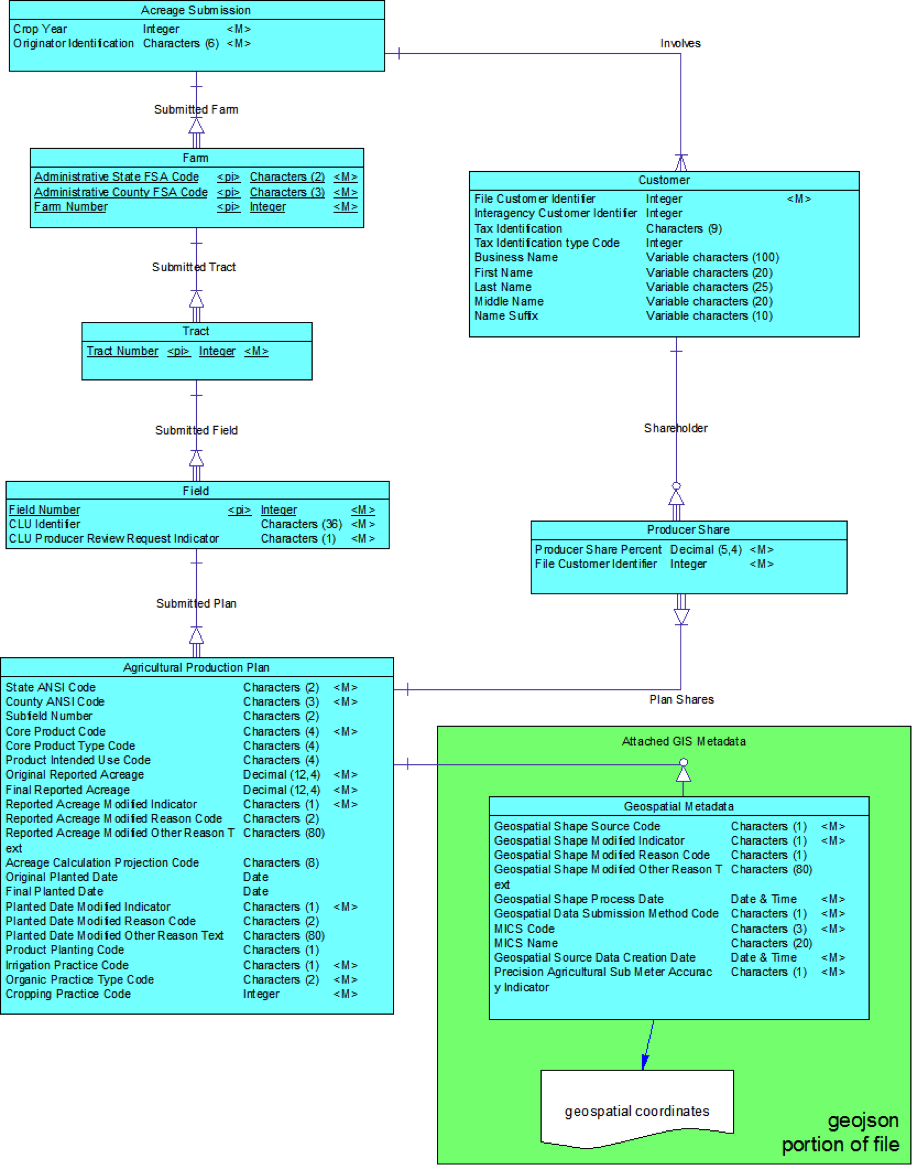 Acreage Submission
Crop Year Integer <M>
Originator Identification Characters (6) <M>
Involves
Submitted Farm
Farm
Administrative State FSA Code <pi> Characters (2) <M>
Administrative County FSA Code <pi> Characters (3) <M>
Farm Number <pi> Integer <M>
Customer
File Customer Identifier Integer <M>
Interagency Customer Identifier Integer
Tax Identification Characters (9)
Tax Identification type Code Integer
Business Name Variable characters (100)
First Name Variable characters (20)
Last Name Variable characters (25)
Middle Name Variable characters (20)
Name Suffix Variable characters (10)
Submitted Tract
Tract
Tract Number <pi> Integer <M>
Submitted Field
Shareholder
Field
Field Number <pi> Integer <M>
CLU Identifier Characters (36) <M>
CLU Producer Review Request Indicator Characters (1) <M>
Producer Share
Producer Share Percent Decimal (5,4) <M>
File Customer Identifier Integer <M>
Submitted Plan
Agricultural Production Plan
State ANSI Code Characters (2) <M>
County ANSI Code Characters (3) <M>
Subfield Number Characters (2)
Core Product Code Characters (4) <M>
Core Product Type Code Characters (4)
Product Intended Use Code Characters (4)
Original Reported Acreage Decimal (12,4) <M>
Final Reported Acreage Decimal (12,4) <M>
Reported Acreage Modified Indicator Characters (1) <M>
Reported Acreage Modified Reason Code Characters (2)
Reported Acreage Modified Other Reason T Characters (80)
ext
Acreage Calculation Projection Code Characters (8)
Original Planted Date Date
Final Planted Date Date
Planted Date Modified Indicator Characters (1) <M>
Planted Date Modified Reason Code Characters (2)
Planted Date Modified Other Reason Text Characters (80)
Product Planting Code Characters (1)
Irrigation Practice Code Characters (1) <M>
Organic Practice Type Code Characters (2) <M>
Cropping Practice Code Integer <M>
Plan Shares
Attached GIS Metadata
Geospatial Metadata
Geospatial Shape Source Code Characters (1) <M>
Geospatial Shape Modified Indicator Characters (1) <M>
Geospatial Shape Modified Reason Code Characters (1)
Geospatial Shape Modified Other Reason T Characters (80)
ext
Geospatial Shape Process Date Date & Time <M>
Geospatial Data Submission Method Code Characters (1) <M>
MICS Code Characters (3) <M>
MICS Name Characters (20)
Geospatial Source Data Creation Date Date & Time <M>
Precision Agricultural Sub Meter Accurac Characters (1) <M>
y Indicator
geospatial coordinates
geojson
portion of file